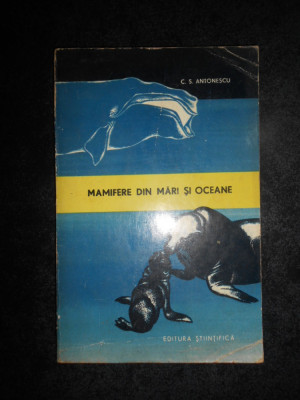 C. S. ANTONESCU
MAMIFERE DIN MĂRI ȘI OCEANE
EDITURA ȘTIINȚIFICĂ